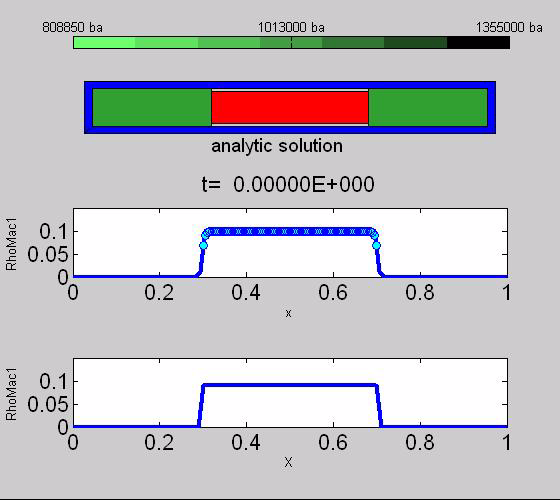 808850 ba 1013000 ba 1355000 ba
analytic solution
t= 0.00000E+000
RhoMac1
0.1
0.05
0
0 0.2 0.4 0.6 0.8 1
x
RhoMac1
0.1
0.05
0
0 0.2 0.4 0.6 0.8 1
X